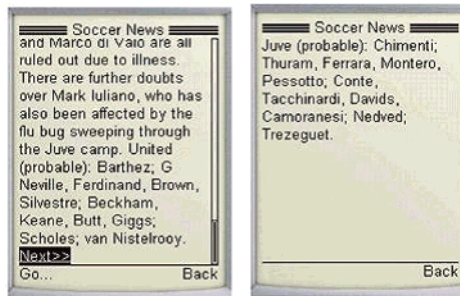 Soccer News
and Marco di Vaio are all
ruled out due to illness.
There are further doubts
over Mark Iuliano, who has
also been affected by the
flu bug sweeping through
the Juve camp. United
(probable): Barthez; G
Neville, Ferdinand, Brown,
Silvestre; Beckham,
Keane, Butt, Giggs;
Scholes; van Nistelrooy.
Next>>
Go... Back
Soccer News
Juve (probable): Chimenti;
Thuram, Ferrara, Montero,
Pessotto; Conte,
Tacchinardi, Davids,
Camoranesi; Nedved;
Trezeguet.
Back